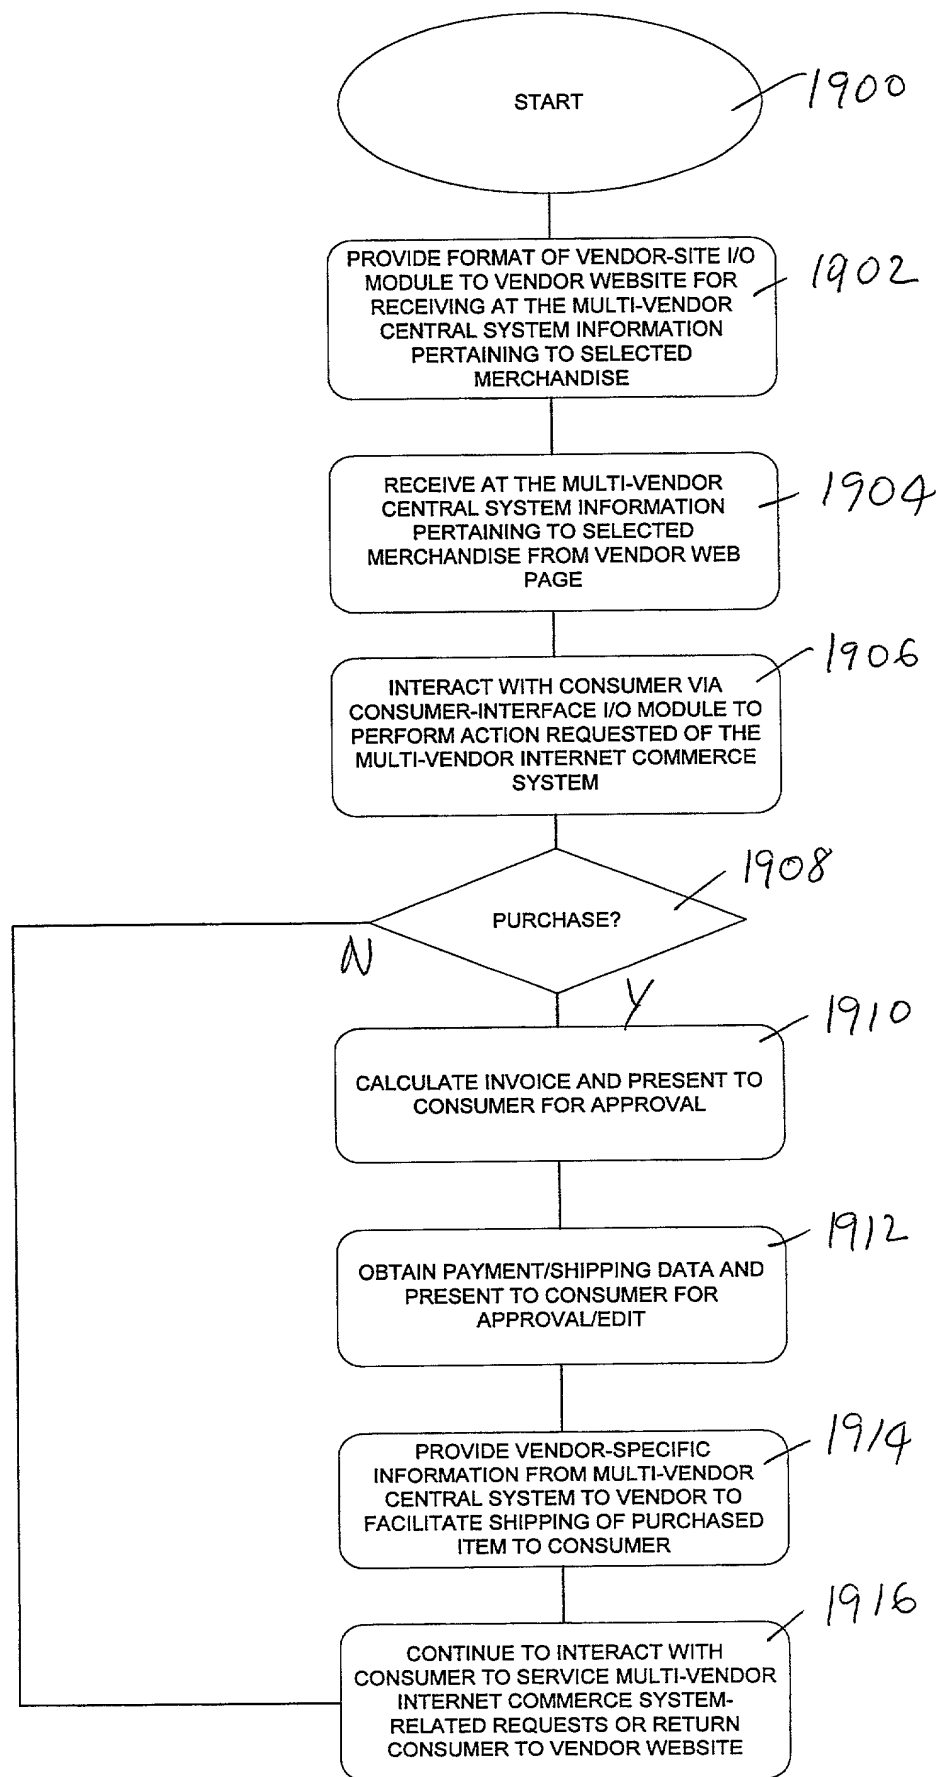 START
1900
PROVIDE FORMAT OF VENDOR-SITE I/O
MODULE TO VENDOR WEBSITE FOR
RECEIVING AT THE MULTI-VENDOR
CENTRAL SYSTEM INFORMATION
PERTAINING TO SELECTED
MERCHANDISE
1902
RECEIVE AT THE MULTI-VENDOR
CENTRAL SYSTEM INFORMATION
PERTAINING TO SELECTED
MERCHANDISE FROM VENDOR WEB
PAGE
1904
INTERACT WITH CONSUMER VIA
CONSUMER-INTERFACE I/O MODULE TO
PERFORM ACTION REQUESTED OF THE
MULTI-VENDOR INTERNET COMMERCE
SYSTEM
1906
PURCHASE?
1908
N
Y
CALCULATE INVOICE AND PRESENT TO
CONSUMER FOR APPROVAL
1910
OBTAIN PAYMENT/SHIPPING DATA AND
PRESENT TO CONSUMER FOR
APPROVAL/EDIT
1912
PROVIDE VENDOR-SPECIFIC
INFORMATION FROM MULTI-VENDOR
CENTRAL SYSTEM TO VENDOR TO
FACILITATE SHIPPING OF PURCHASED
ITEM TO CONSUMER
1914
CONTINUE TO INTERACT WITH
CONSUMER TO SERVICE MULTI-VENDOR
INTERNET COMMERCE SYSTEM-
RELATED REQUESTS OR RETURN
CONSUMER TO VENDOR WEBSITE
1916